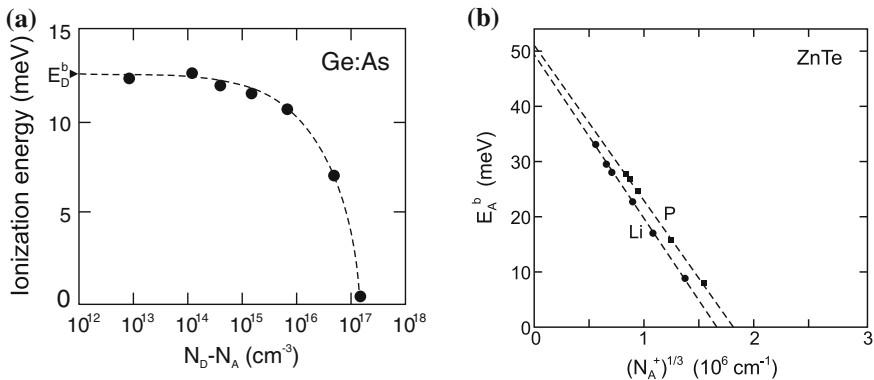 (a)
Ge:As
Ionization energy (meV)
E_D^b
15
10
5
0
10^12
10^13
10^14
10^15
10^16
10^17
10^18
N_D-N_A (cm^-3)
(b)
ZnTe
E_A^b (meV)
50
40
30
20
10
0
P
Li
0
1
2
3
(N_A^+)^1/3 (10^6 cm^-1)